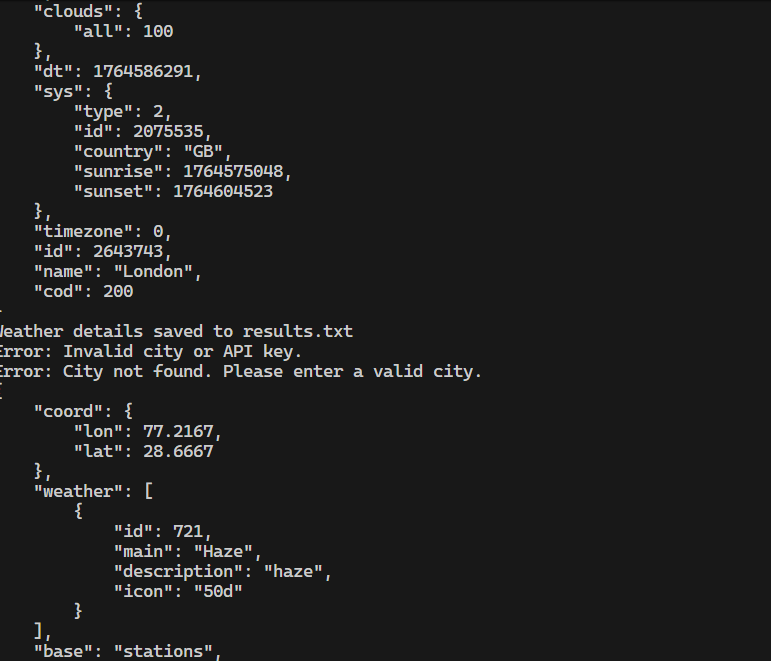 "clouds": {
"all": 100
},
"dt": 1764586291,
"sys": {
"type": 2,
"id": 2075535,
"country": "GB",
"sunrise": 1764575048,
"sunset": 1764604523
},
"timezone": 0,
"id": 2643743,
"name": "London",
"cod": 200
}
Weather details saved to results.txt
Error: Invalid city or API key.
Error: City not found. Please enter a valid city.
{
"coord": {
"lon": 77.2167,
"lat": 28.6667
},
"weather": [
{
"id": 721,
"main": "Haze",
"description": "haze",
"icon": "50d"
}
],
"base": "stations",